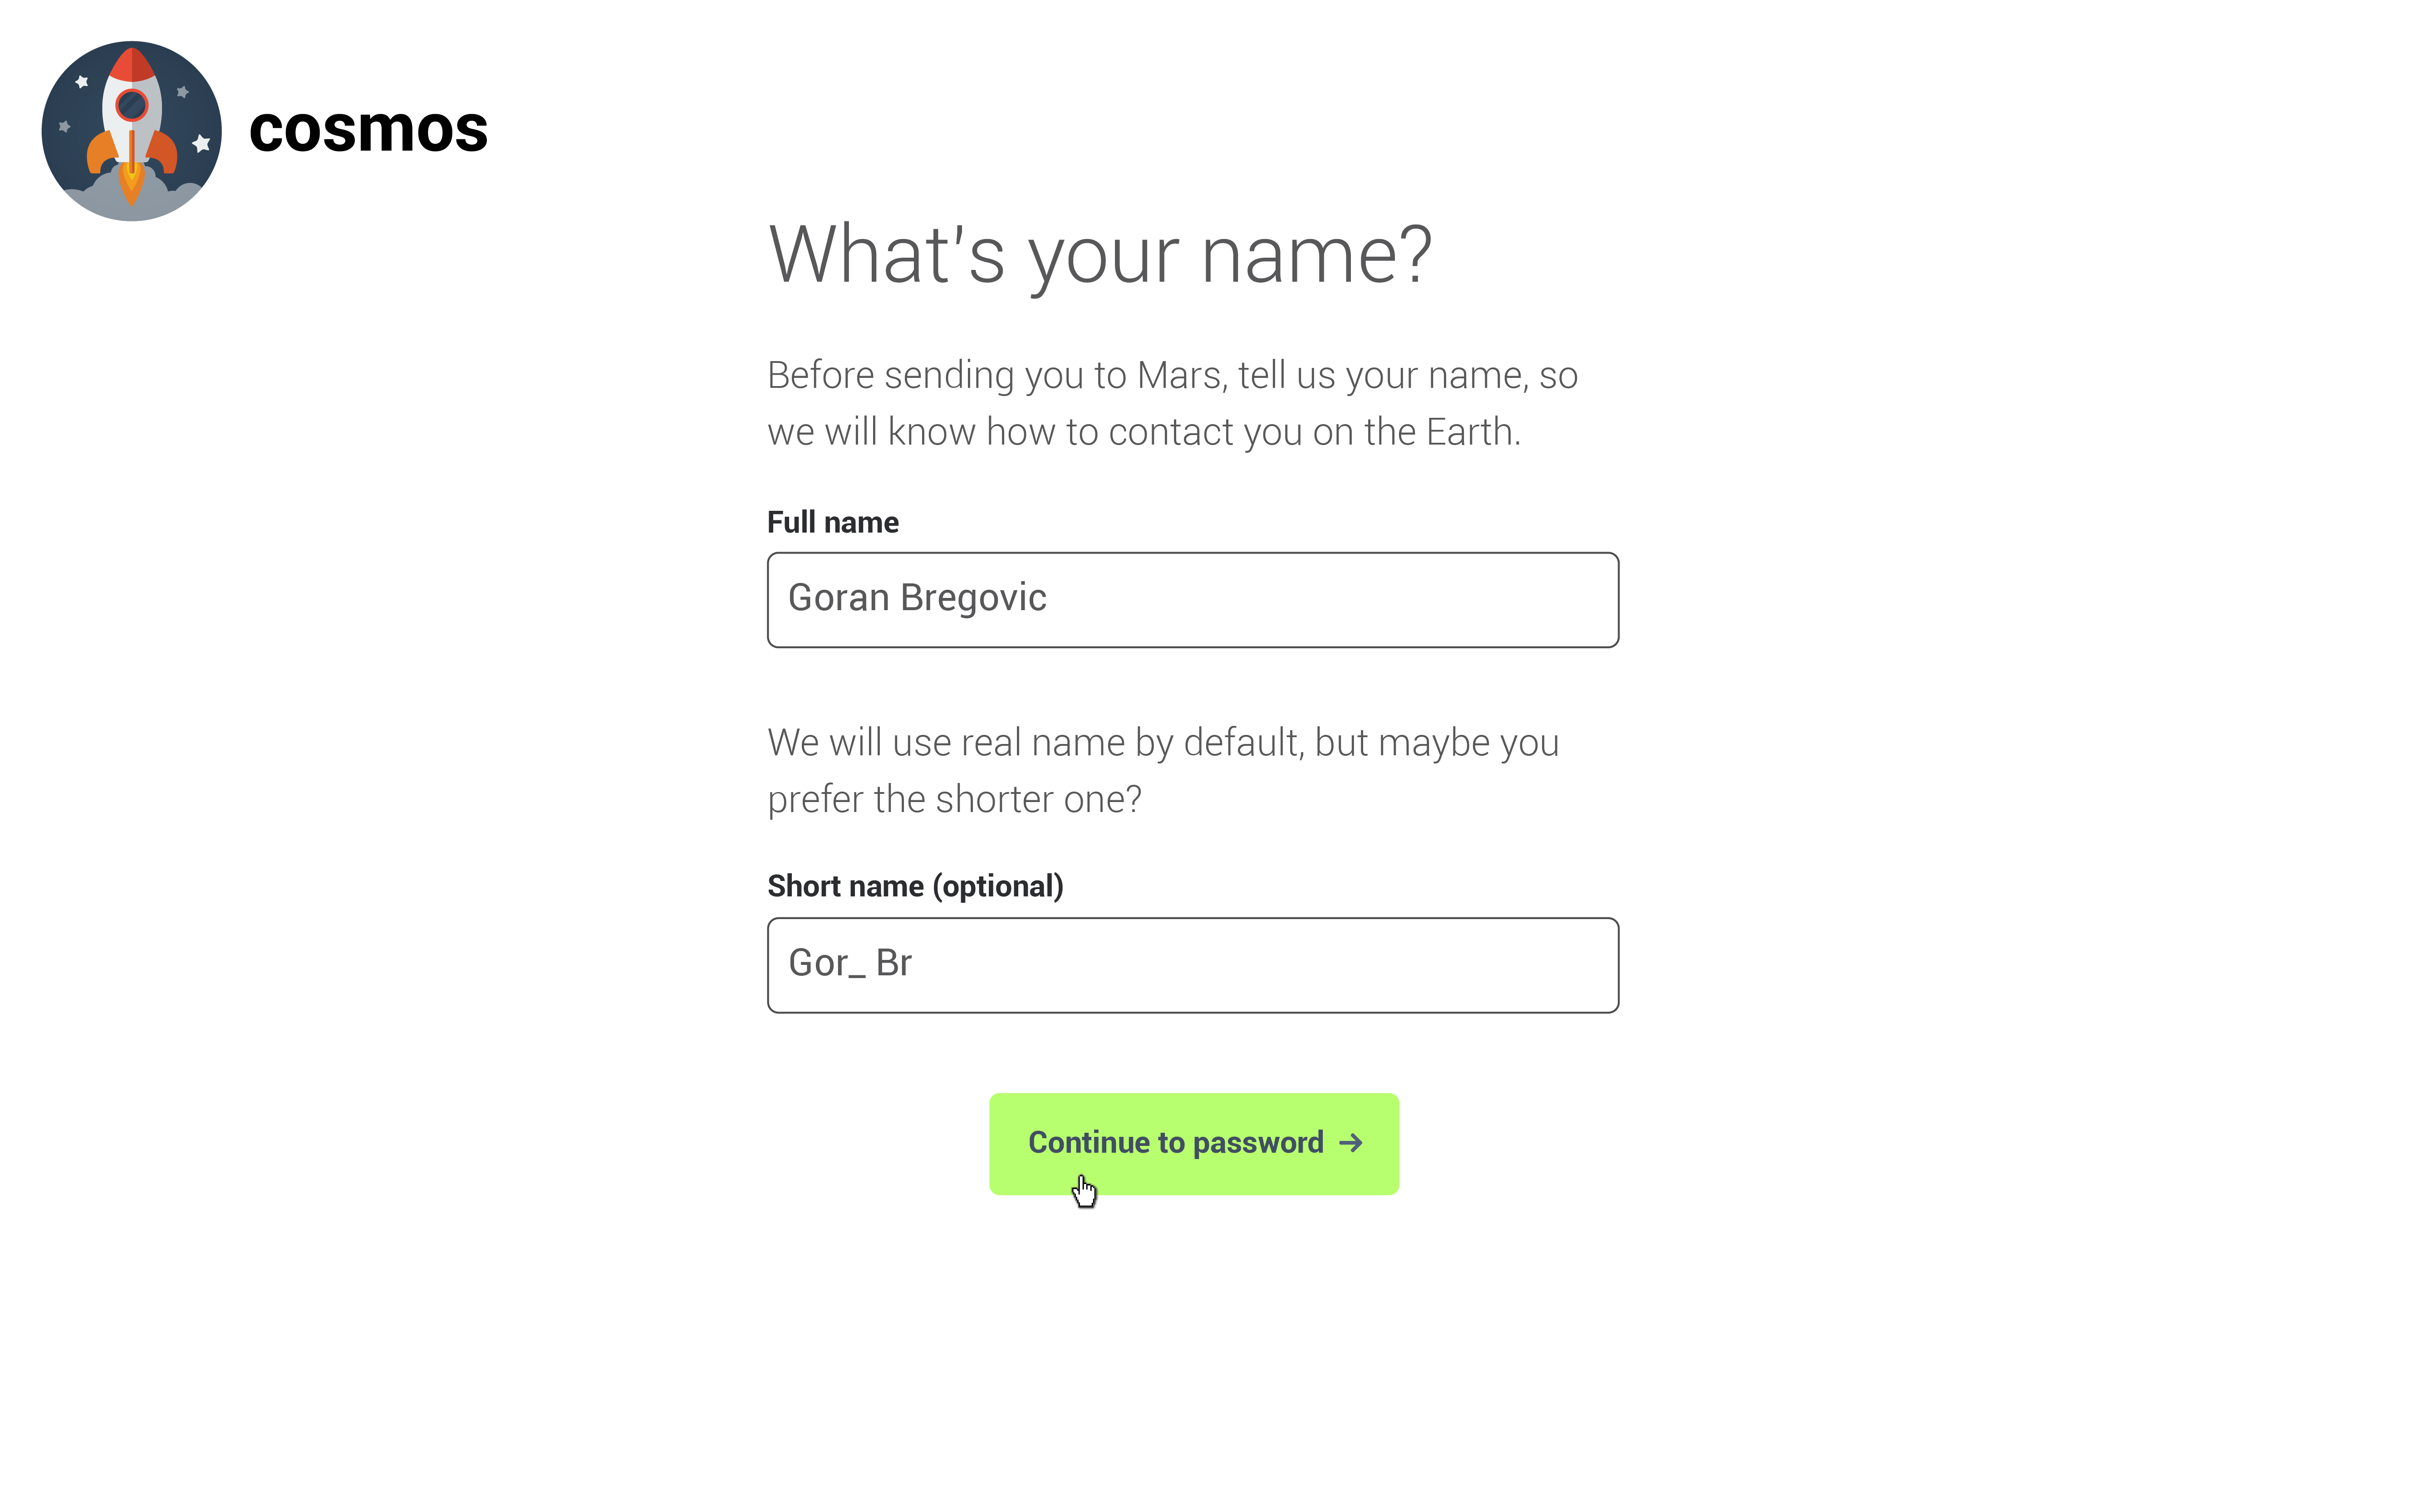 cosmos
What's your name?
Before sending you to Mars, tell us your name, so
we will know how to contact you on the Earth.
Full name
Goran Bregovic
We will use real name by default, but maybe you
prefer the shorter one?
Short name (optional)
Gor_ Br
Continue to password →